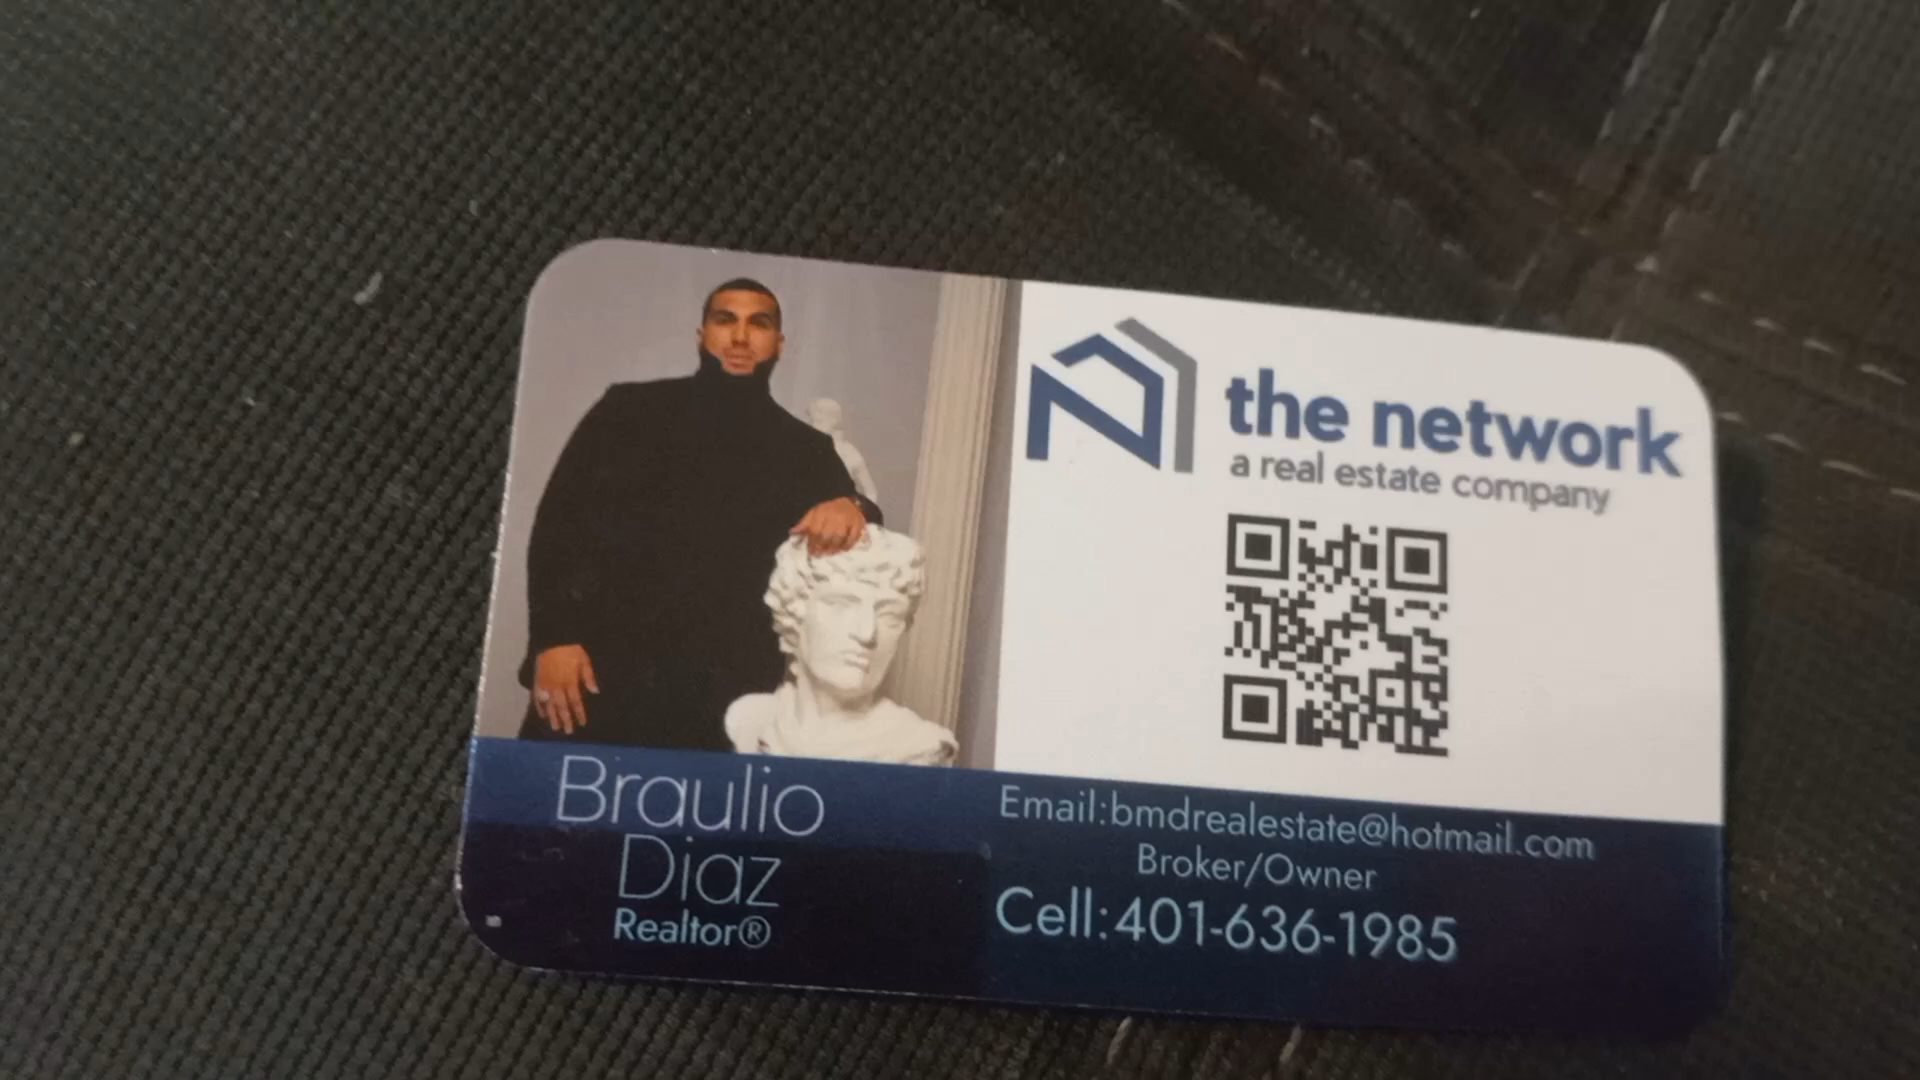 the network
a real estate company
Braulio
Diaz
Realtor®
Email:bmdrealestate@hotmail.com
Broker/Owner
Cell:401-636-1985